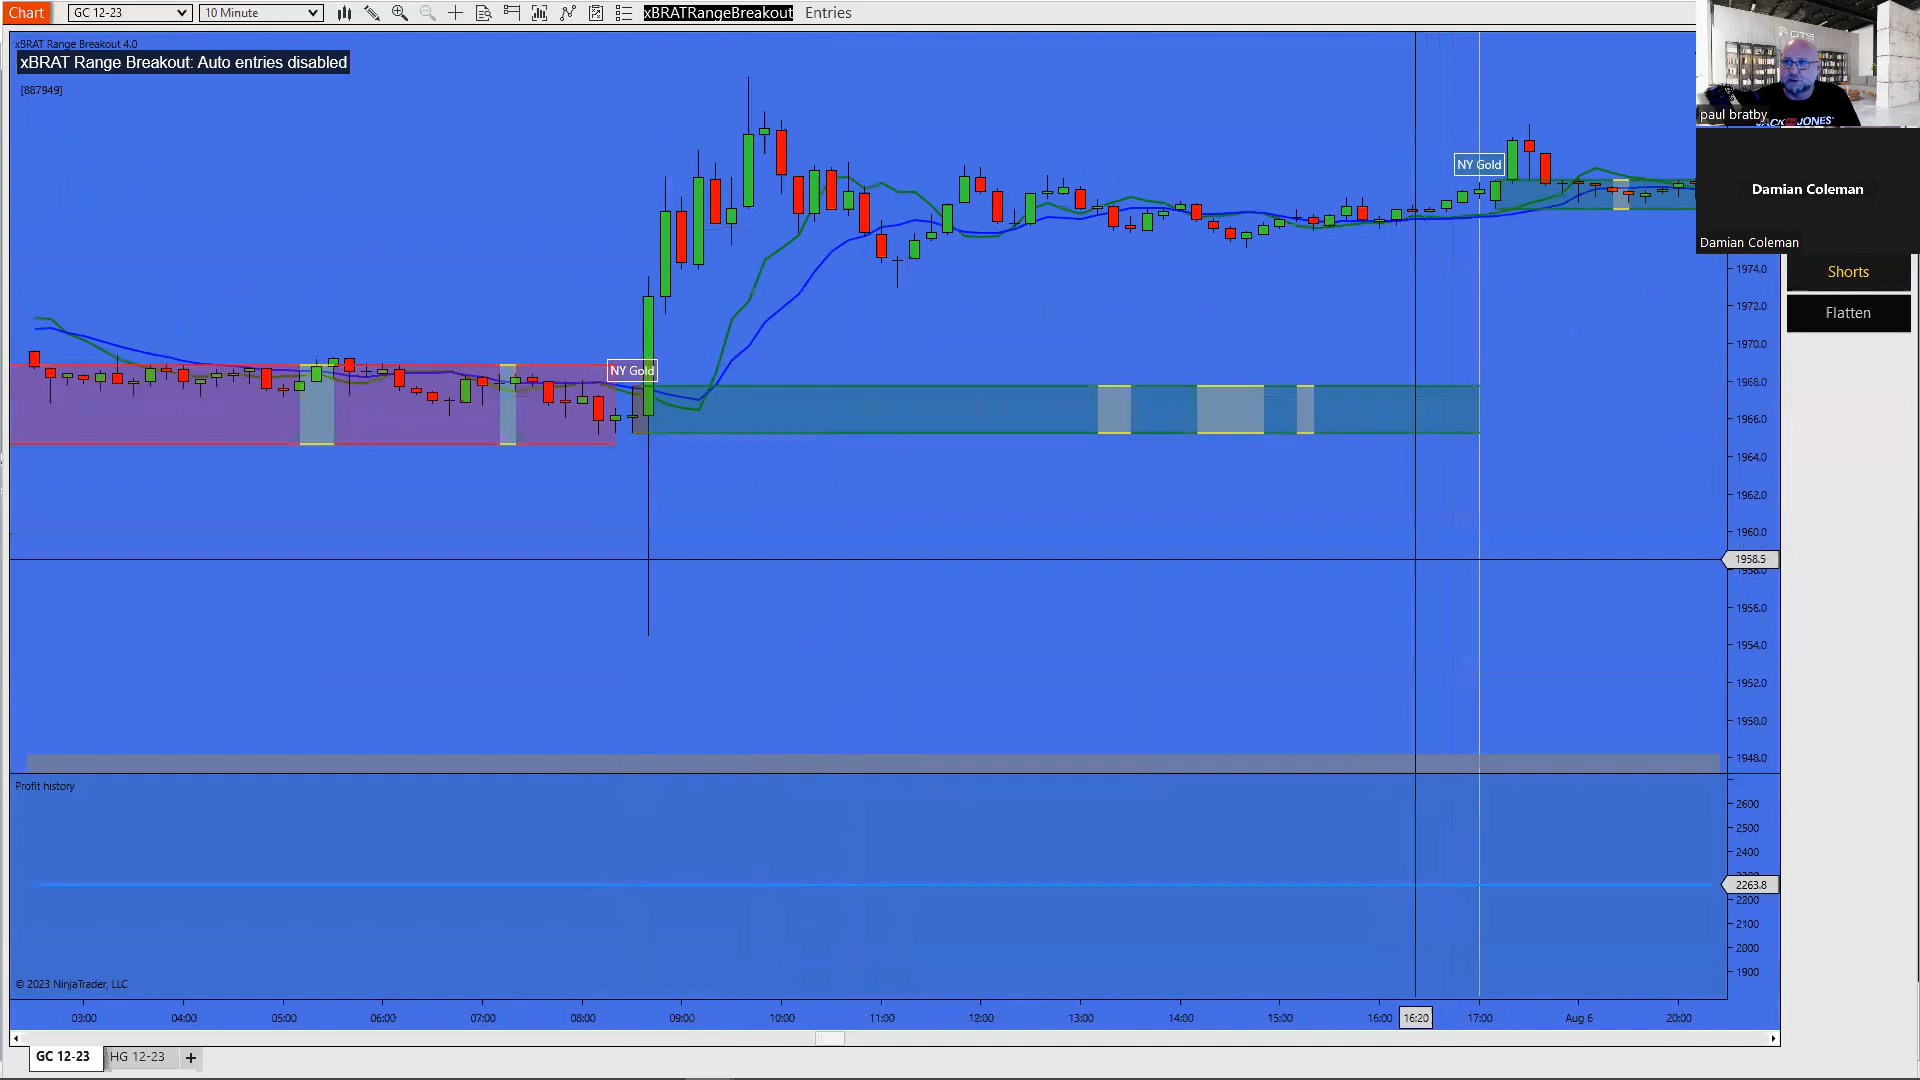 Chart GC 12-23 10 Minute xBRATRangeBreakout Entries
xBRAT Range Breakout 4.0
xBRAT Range Breakout: Auto entries disabled
[887949]
GTS
paul bratby
JACK JONES
Damian Coleman
Damian Coleman
NY Gold
NY Gold
Shorts
Flatten
1974.0
1972.0
1970.0
1968.0
1966.0
1964.0
1962.0
1960.0
1958.5
1958.0
1956.0
1954.0
1952.0
1950.0
1948.0
Profit history
2600
2500
2400
2263.8
2200
2100
2000
1900
© 2023 NinjaTrader, LLC
03:00 04:00 05:00 06:00 07:00 08:00 09:00 10:00 11:00 12:00 13:00 14:00 15:00 16:00 16:20 17:00 Aug 6 20:00
GC 12-23 HG 12-23 +